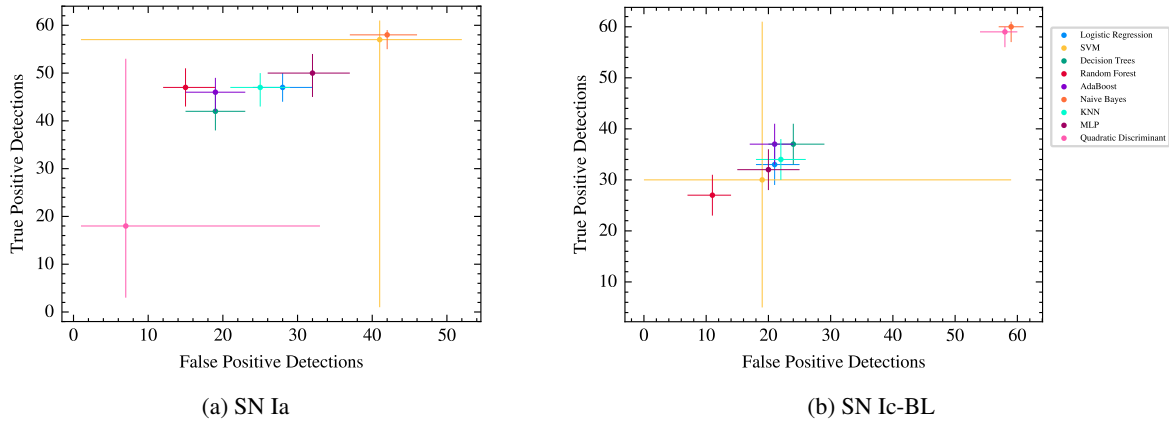 60
50
40
30
20
10
0
True Positive Detections
0
10
20
30
40
50
False Positive Detections
(a) SN Ia
60
50
40
30
20
10
True Positive Detections
0
10
20
30
40
50
60
False Positive Detections
(b) SN Ic-BL
Logistic Regression
SVM
Decision Trees
Random Forest
AdaBoost
Naive Bayes
KNN
MLP
Quadratic Discriminant